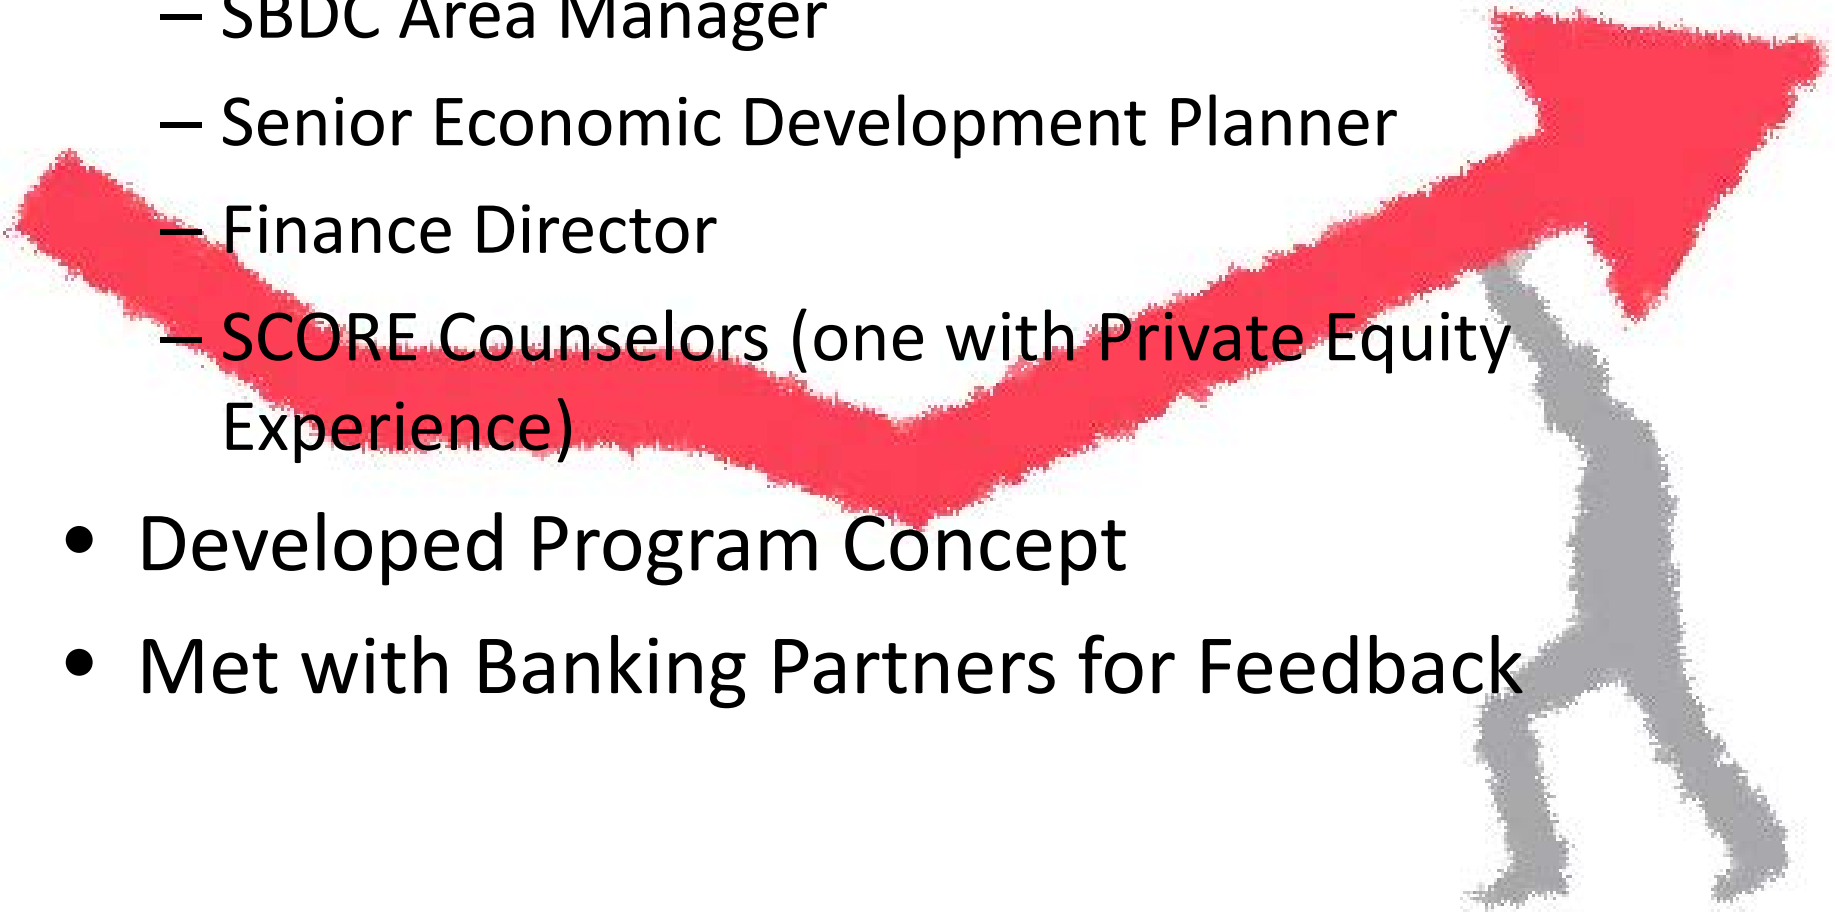 – SBDC Area Manager
– Senior Economic Development Planner
– Finance Director
– SCORE Counselors (one with Private Equity
Experience)
• Developed Program Concept
• Met with Banking Partners for Feedback